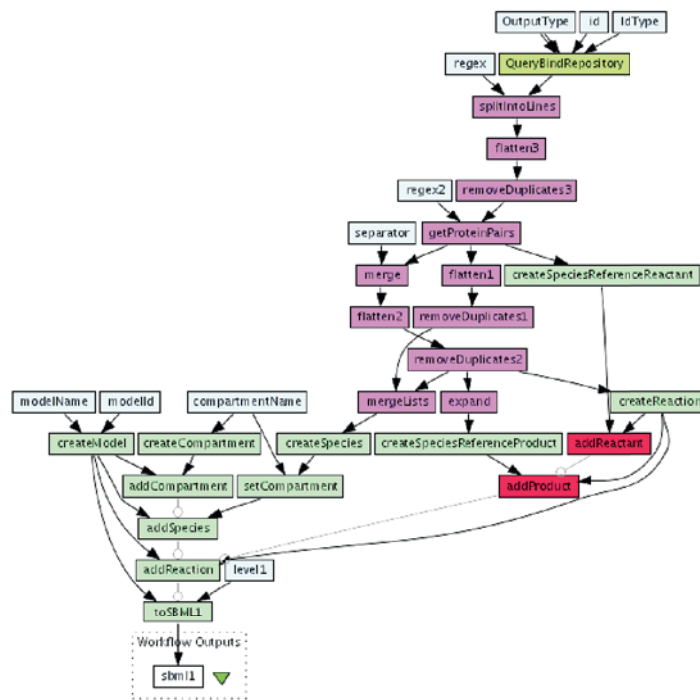 OutputType id IdType
regex QueryBindRepository
splitIntoLines
flatten3
regex2 removeDuplicates3
separator getProteinPairs
merge flatten1 createSpeciesReferenceReactant
flatten2 removeDuplicates1
removeDuplicates2
modelName modelId compartmentName mergeLists expand createReaction
createModel createCompartment createSpecies createSpeciesReferenceProduct addReactant
addCompartment setCompartment addProduct
addSpecies
addReaction level1
toSBML1
Workflow Outputs
sbml1